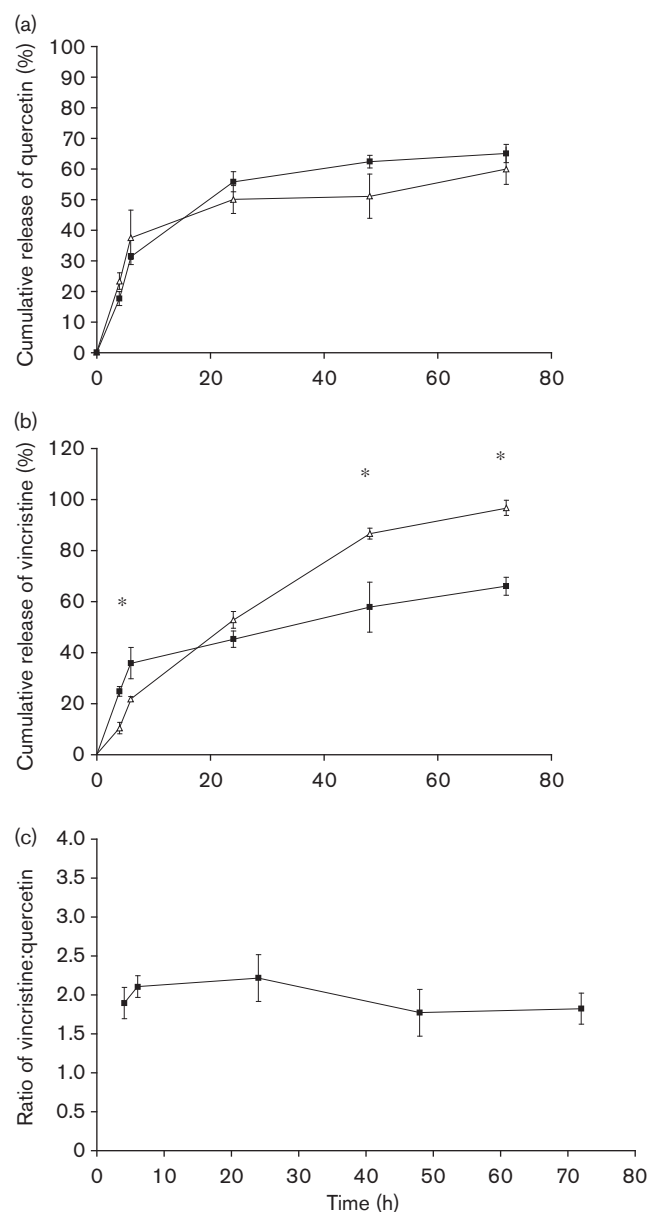 (a)
Cumulative release of quercetin (%)
100
90
80
70
60
50
40
30
20
10
0
0 20 40 60 80
(b)
Cumulative release of vincristine (%)
120
100
80
60
40
20
0
* * *
0 20 40 60 80
(c)
Ratio of vincristine:quercetin
4.0
3.5
3.0
2.5
2.0
1.5
1.0
0.5
0
0 10 20 30 40 50 60 70 80
Time (h)